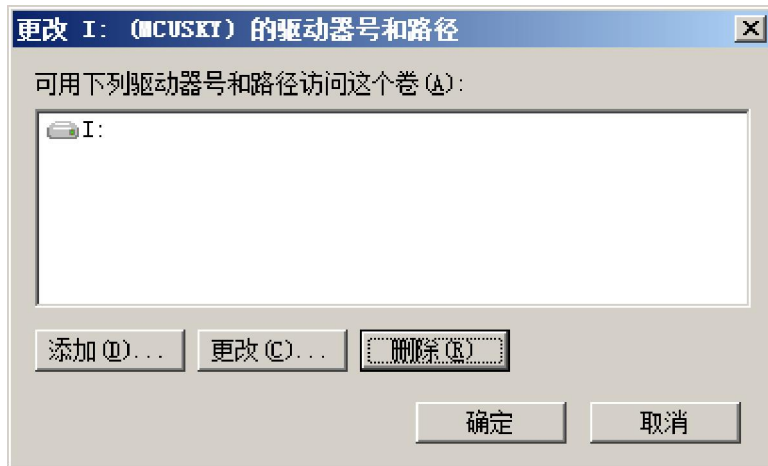 更改 I: (MCUSKY) 的驱动器号和路径
可用下列驱动器号和路径访问这个卷(A):
I:
添加(D)... 更改(C)... 删除(R)
确定 取消